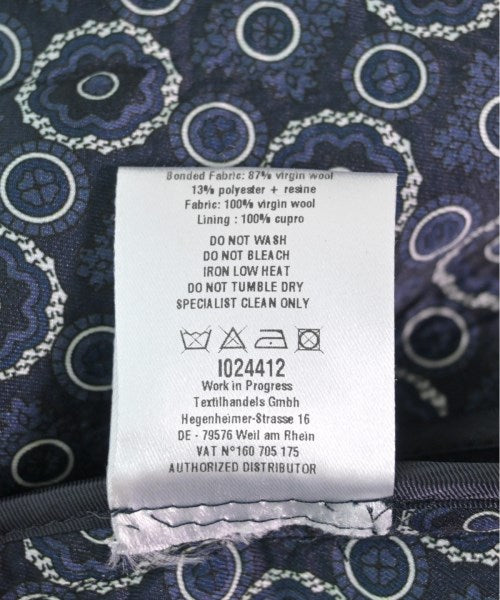 Bonded Fabric: 87% virgin wool
13% polyester + resine
Fabric: 100% virgin wool
Lining : 100% cupro
DO NOT WASH
DO NOT BLEACH
IRON LOW HEAT
DO NOT TUMBLE DRY
SPECIALIST CLEAN ONLY
I024412
Work in Progress
Textilhandels GmbH
Hegenheimer-Strasse 16
DE - 79576 Weil am Rhein
VAT N°160 705 175
AUTHORIZED DISTRIBUTOR